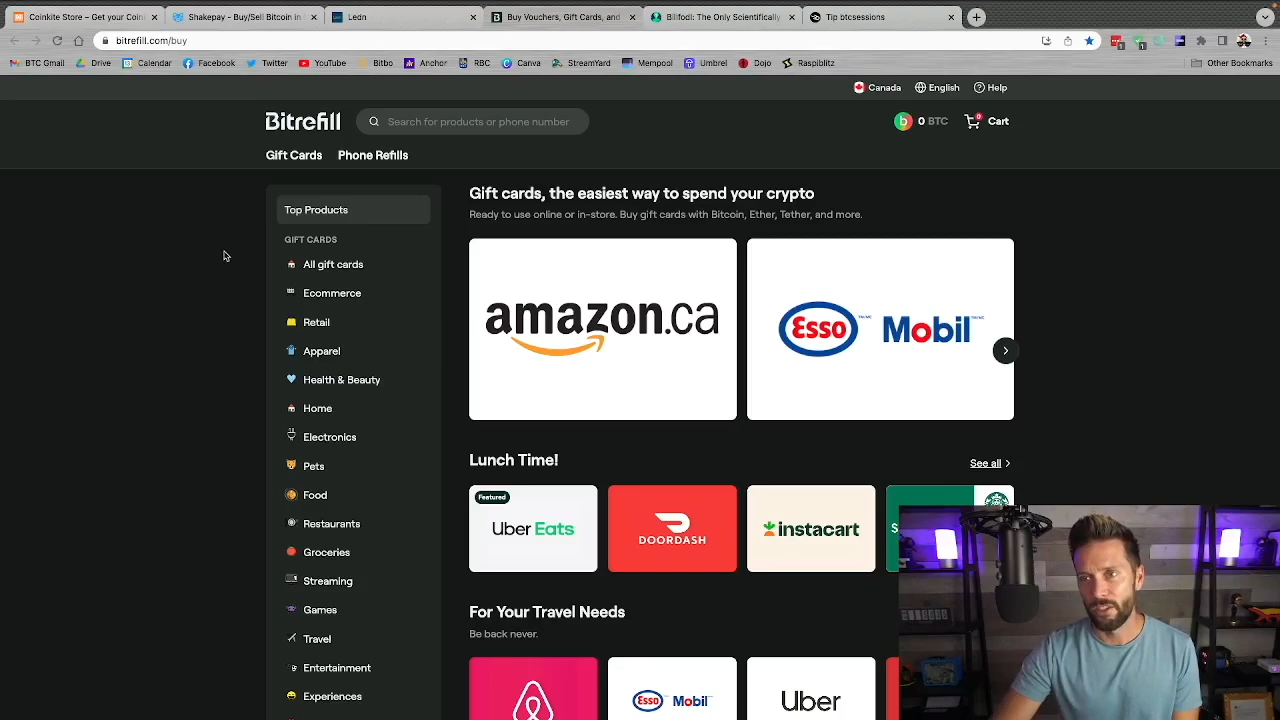 Coinkite Store – Get your Coin
Shakepay - Buy/Sell Bitcoin in
Ledn
Buy Vouchers, Gift Cards, and
Billfodl: The Only Scientifically
Tip btcsessions
bitrefill.com/buy
BTC Gmail
Drive
Calendar
Facebook
Twitter
YouTube
Bitbo
Anchor
RBC
Canva
StreamYard
Mempool
Umbrel
Dojo
Raspiblitz
Other Bookmarks
Canada
English
Help
Bitrefill
Search for products or phone number
0 BTC
0
Cart
Gift Cards
Phone Refills
Top Products
GIFT CARDS
All gift cards
Ecommerce
Retail
Apparel
Health & Beauty
Home
Electronics
Pets
Food
Restaurants
Groceries
Streaming
Games
Travel
Entertainment
Experiences
Gift cards, the easiest way to spend your crypto
Ready to use online or in-store. Buy gift cards with Bitcoin, Ether, Tether, and more.
amazon.ca
Esso
Mobil
Lunch Time!
See all
Featured
Uber Eats
DOORDASH
instacart
S
For Your Travel Needs
Be back never.
Esso
Mobil
Uber